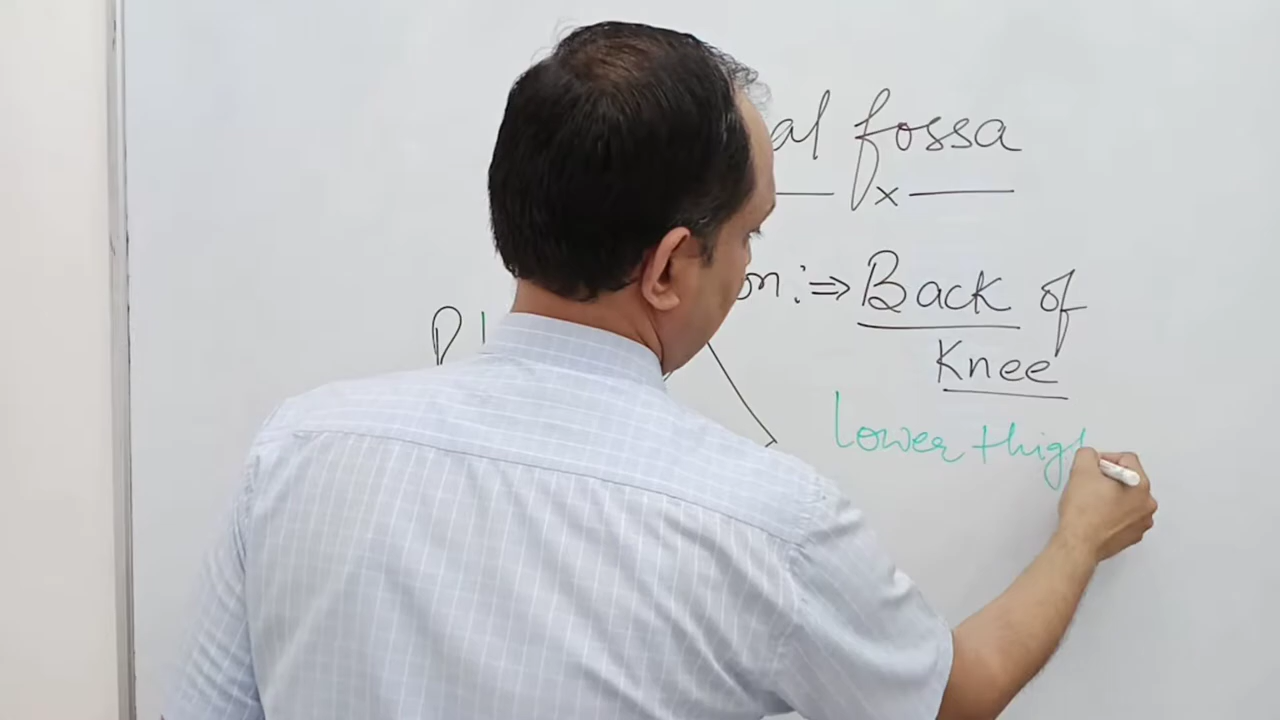 al fossa
on :⇒ Back of
Knee
P
Lower thigh